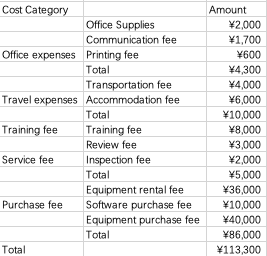 Cost Category Amount
Office Supplies ¥2,000
Communication fee ¥1,700
Office expenses Printing fee ¥600
Total ¥4,300
Transportation fee ¥4,000
Travel expenses Accommodation fee ¥6,000
Total ¥10,000
Training fee Training fee ¥8,000
Review fee ¥3,000
Service fee Inspection fee ¥2,000
Total ¥5,000
Equipment rental fee ¥36,000
Purchase fee Software purchase fee ¥10,000
Equipment purchase fee ¥40,000
Total ¥86,000
Total ¥113,300